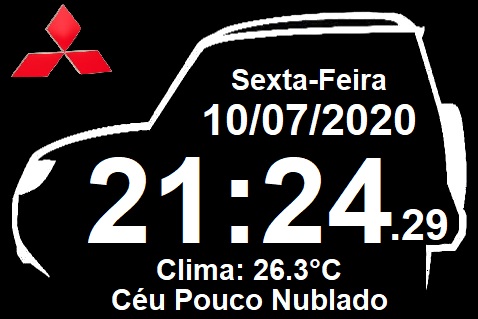 Sexta-Feira
10/07/2020
21:24.29
Clima: 26.3°C
Céu Pouco Nublado